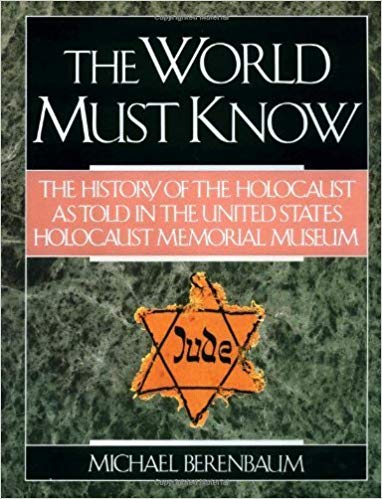 THE WORLD
MUST KNOW
THE HISTORY OF THE HOLOCAUST
AS TOLD IN THE UNITED STATES
HOLOCAUST MEMORIAL MUSEUM
Jude
MICHAEL BERENBAUM